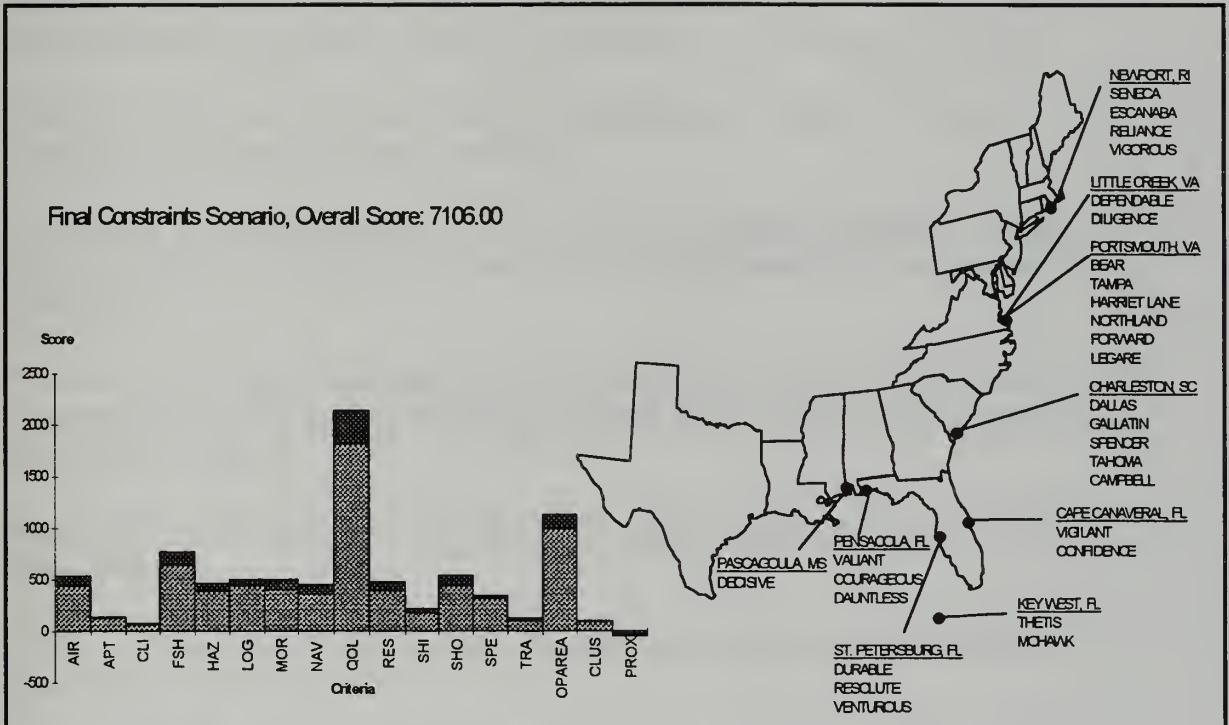 Final Constraints Scenario, Overall Score: 7106.00
Score
2500
2000
1500
1000
500
0
-500
AIR
APT
CLI
FSH
HAZ
LOG
MOR
NAV
QOL
RES
SHI
SHO
SPE
TRA
OPAREA
CLUS
PROX
Criteria
NEWPORT, RI
SENECA
ESCANABA
RELIANCE
VIGOROUS
LITTLE CREEK, VA
DEPENDABLE
DILIGENCE
PORTSMOUTH, VA
BEAR
TAMPA
HARRIET LANE
NORTHLAND
FORWARD
LEGARE
CHARLESTON, SC
DALLAS
GALLATIN
SPENCER
TAHOMA
CAMPBELL
CAPE CANAVERAL, FL
VIGILANT
CONFIDENCE
PENSACOLA, FL
VALIANT
COURAGEOUS
DAUNTLESS
PASCAGOULA, MS
DECISIVE
KEY WEST, FL
THETIS
MOHAWK
ST. PETERSBURG, FL
DURABLE
RESOLUTE
VENTUROUS